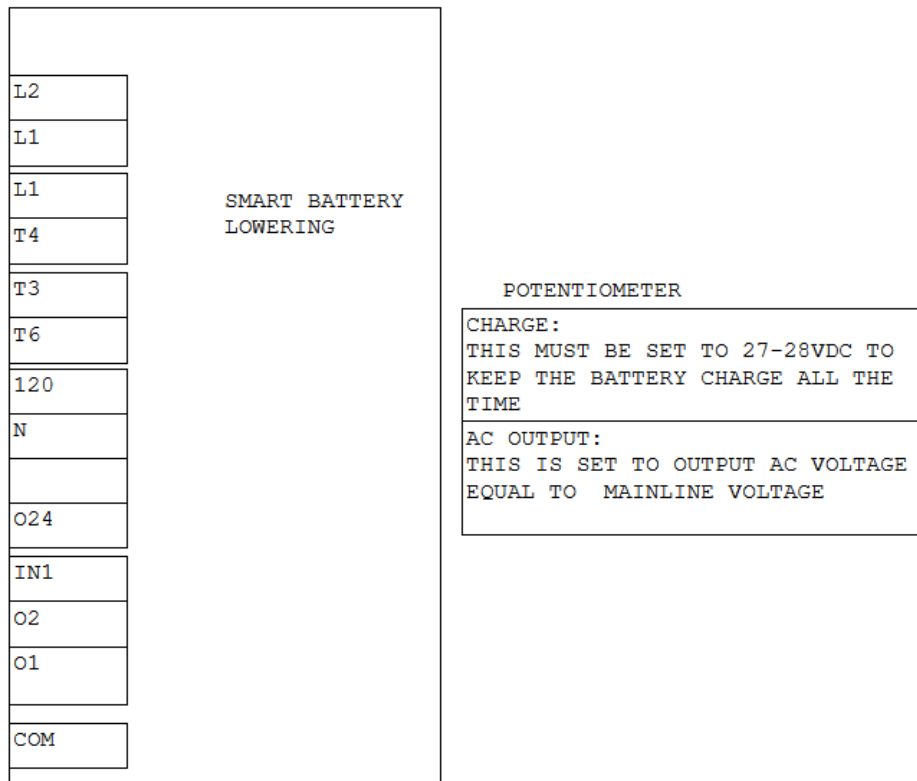 L2
L1
L1
T4
T3
T6
120
N
O24
IN1
O2
O1
COM
SMART BATTERY
LOWERING
POTENTIOMETER
CHARGE:
THIS MUST BE SET TO 27-28VDC TO
KEEP THE BATTERY CHARGE ALL THE
TIME
AC OUTPUT:
THIS IS SET TO OUTPUT AC VOLTAGE
EQUAL TO  MAINLINE VOLTAGE